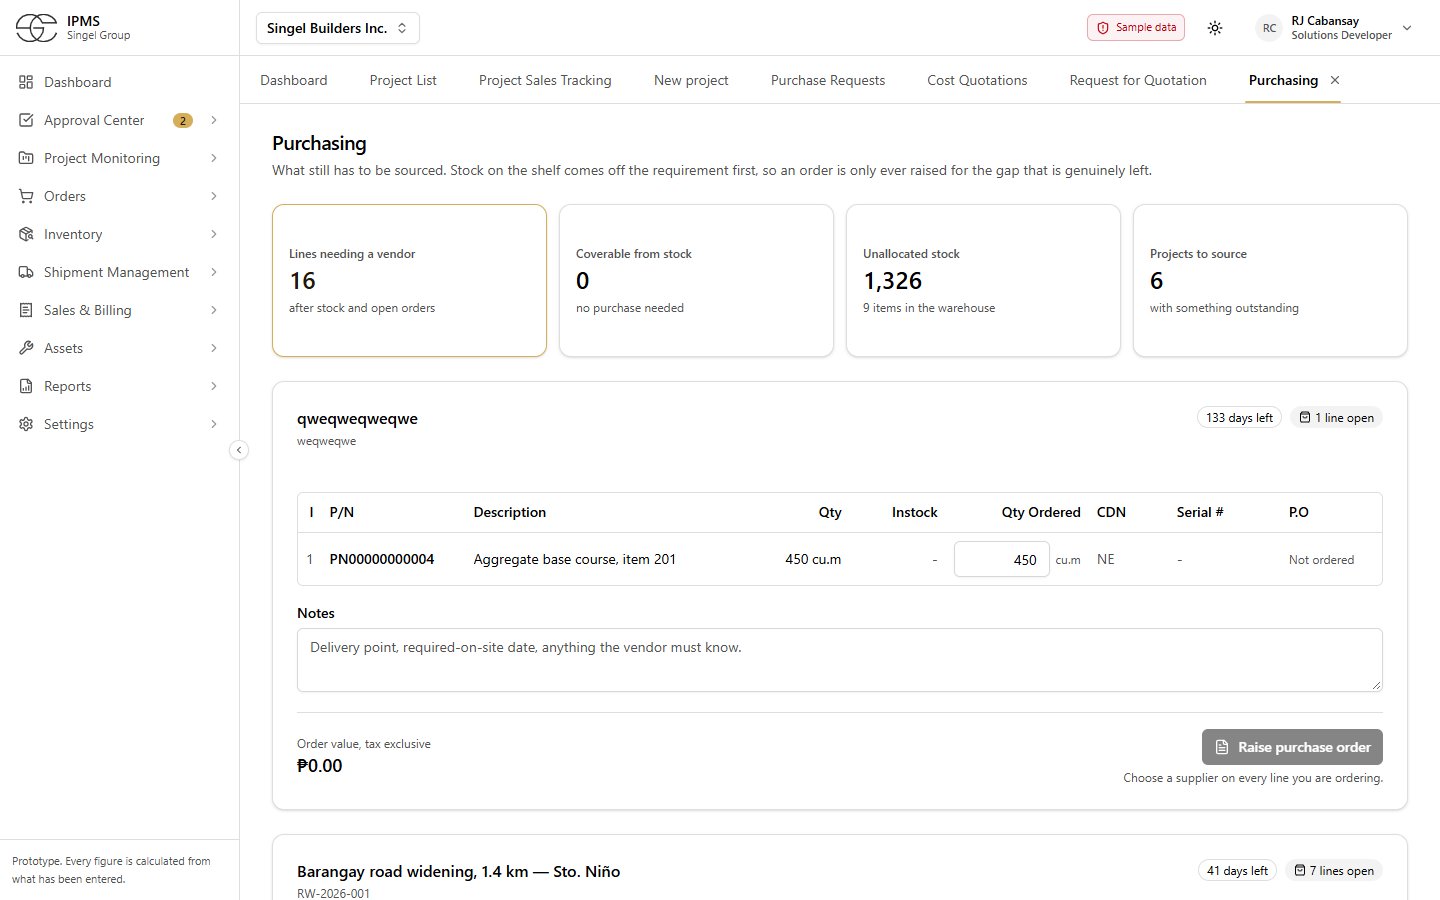 IPMS
Singel Group
Singel Builders Inc.
Sample data
RC
RJ Cabansay
Solutions Developer
Dashboard
Approval Center 2
Project Monitoring
Orders
Inventory
Shipment Management
Sales & Billing
Assets
Reports
Settings
Prototype. Every figure is calculated from
what has been entered.
Dashboard Project List Project Sales Tracking New project Purchase Requests Cost Quotations Request for Quotation Purchasing
Purchasing
What still has to be sourced. Stock on the shelf comes off the requirement first, so an order is only ever raised for the gap that is genuinely left.
Lines needing a vendor
16
after stock and open orders
Coverable from stock
0
no purchase needed
Unallocated stock
1,326
9 items in the warehouse
Projects to source
6
with something outstanding
qweqweqweqwe
weqweqwe
133 days left
1 line open
I P/N Description Qty Instock Qty Ordered CDN Serial # P.O
1 PN00000000004 Aggregate base course, item 201 450 cu.m - 450 cu.m NE - Not ordered
Notes
Delivery point, required-on-site date, anything the vendor must know.
Order value, tax exclusive
₱0.00
Raise purchase order
Choose a supplier on every line you are ordering.
Barangay road widening, 1.4 km — Sto. Niño
RW-2026-001
41 days left
7 lines open